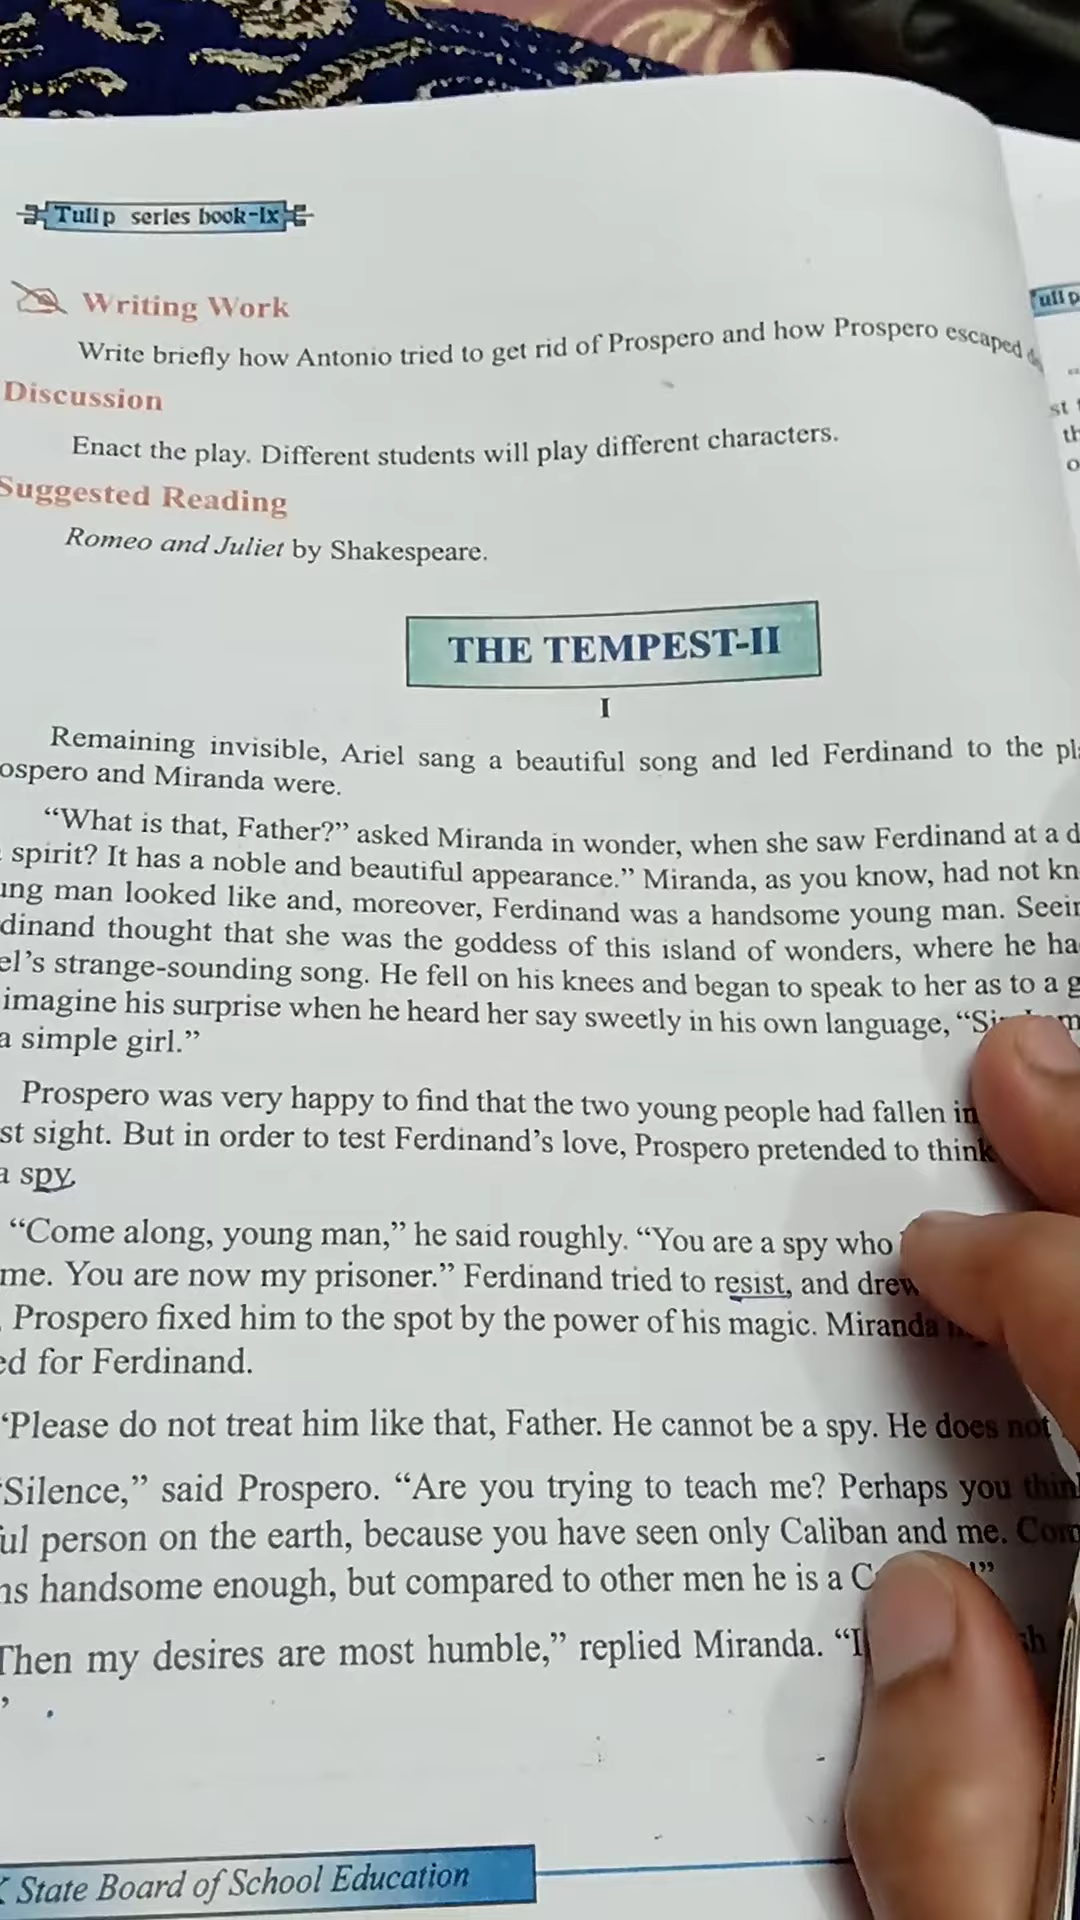 Tulip series book-Ix
Writing Work
Write briefly how Antonio tried to get rid of Prospero and how Prospero escaped
Discussion
Enact the play. Different students will play different characters.
Suggested Reading
Romeo and Juliet by Shakespeare.
THE TEMPEST-II
I
Remaining invisible, Ariel sang a beautiful song and led Ferdinand to the
ospero and Miranda were.
“What is that, Father?” asked Miranda in wonder, when she saw Ferdinand at a d
spirit? It has a noble and beautiful appearance.” Miranda, as you know, had not kn
ung man looked like and, moreover, Ferdinand was a handsome young man. Seein
dinand thought that she was the goddess of this island of wonders, where he ha
el’s strange-sounding song. He fell on his knees and began to speak to her as to a g
imagine his surprise when he heard her say sweetly in his own language,
a simple girl.”
Prospero was very happy to find that the two young people had fallen in
st sight. But in order to test Ferdinand’s love, Prospero pretended to think
a spy.
“Come along, young man,” he said roughly. “You are a spy who
me. You are now my prisoner.” Ferdinand tried to resist, and drew
Prospero fixed him to the spot by the power of his magic. Miranda
ed for Ferdinand.
“Please do not treat him like that, Father. He cannot be a spy. He does not
“Silence,” said Prospero. “Are you trying to teach me? Perhaps you think
ul person on the earth, because you have seen only Caliban and me.
ms handsome enough, but compared to other men he is a
Then my desires are most humble,” replied Miranda. “I
K State Board of School Education
Tulip